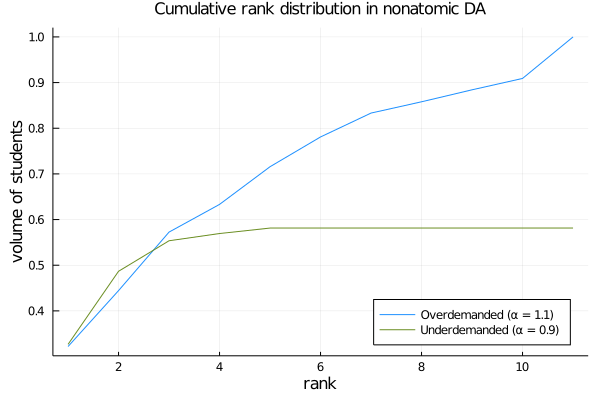 Cumulative rank distribution in nonatomic DA
volume of students
1.0
0.9
0.8
0.7
0.6
0.5
0.4
Overdemanded (α = 1.1)
Underdemanded (α = 0.9)
2 4 6 8 10
rank